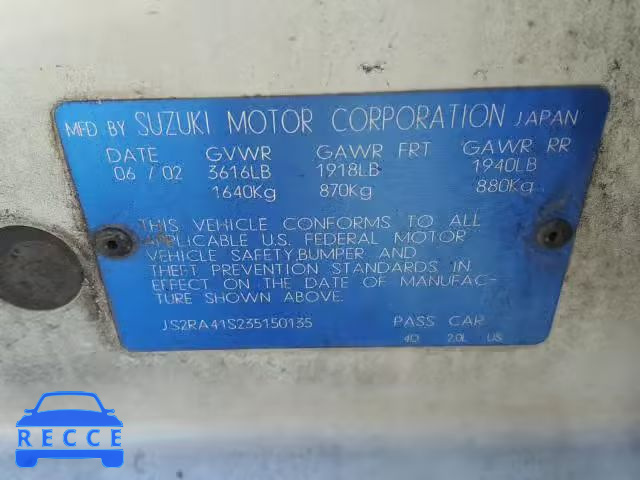 MFD. BY SUZUKI MOTOR CORPORATION JAPAN
DATE GVWR GAWR FRT GAWR RR
06 / 02 3616LB 1918LB 1940LB
1640Kg 870Kg 880Kg
THIS VEHICLE CONFORMS TO ALL
APPLICABLE U.S. FEDERAL MOTOR
VEHICLE SAFETY,BUMPER AND
THEFT PREVENTION STANDARDS IN
EFFECT ON THE DATE OF MANUFAC-
TURE SHOWN ABOVE.
JS2RA41S235150135 PASS CAR
4D 2.0L US
RECCE